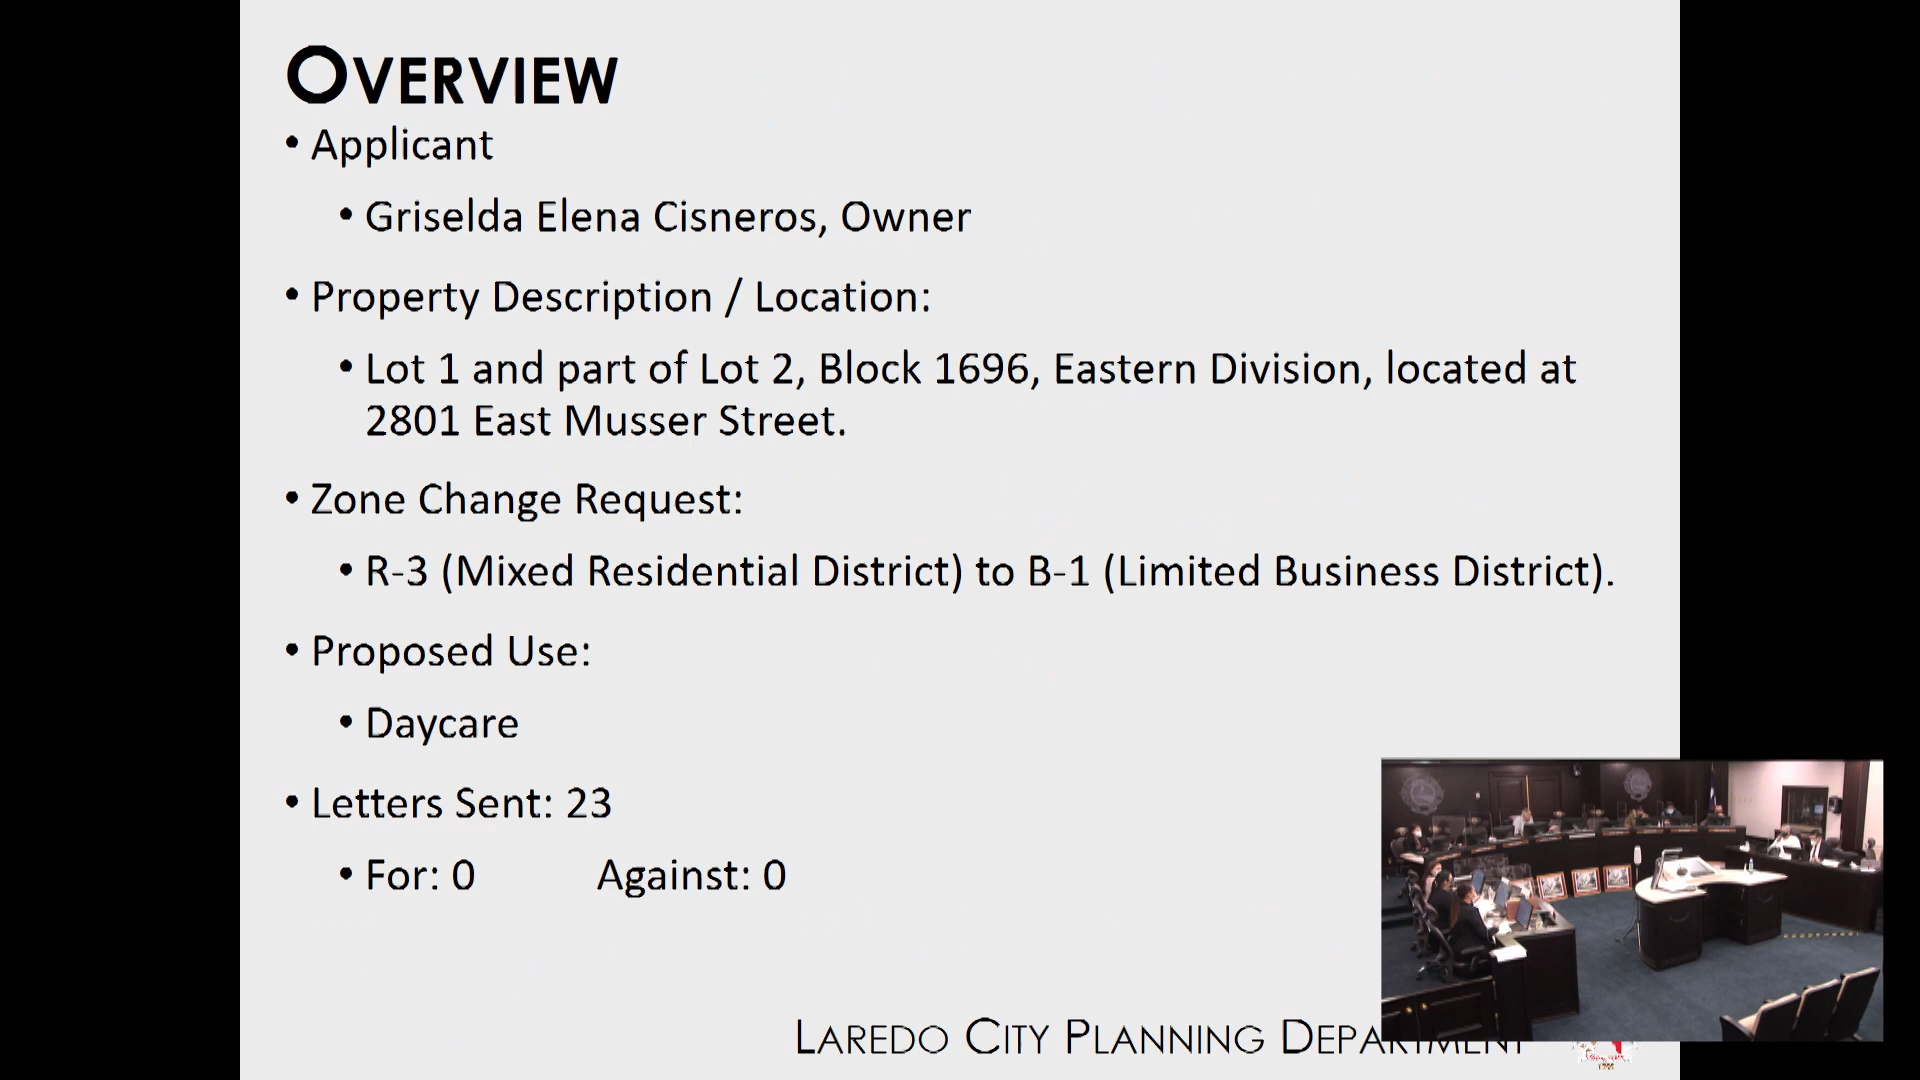 OVERVIEW
• Applicant
• Griselda Elena Cisneros, Owner
• Property Description / Location:
• Lot 1 and part of Lot 2, Block 1696, Eastern Division, located at
2801 East Musser Street.
• Zone Change Request:
• R-3 (Mixed Residential District) to B-1 (Limited Business District).
• Proposed Use:
• Daycare
• Letters Sent: 23
• For: 0 Against: 0
LAREDO CITY PLANNING DEPARTMENT